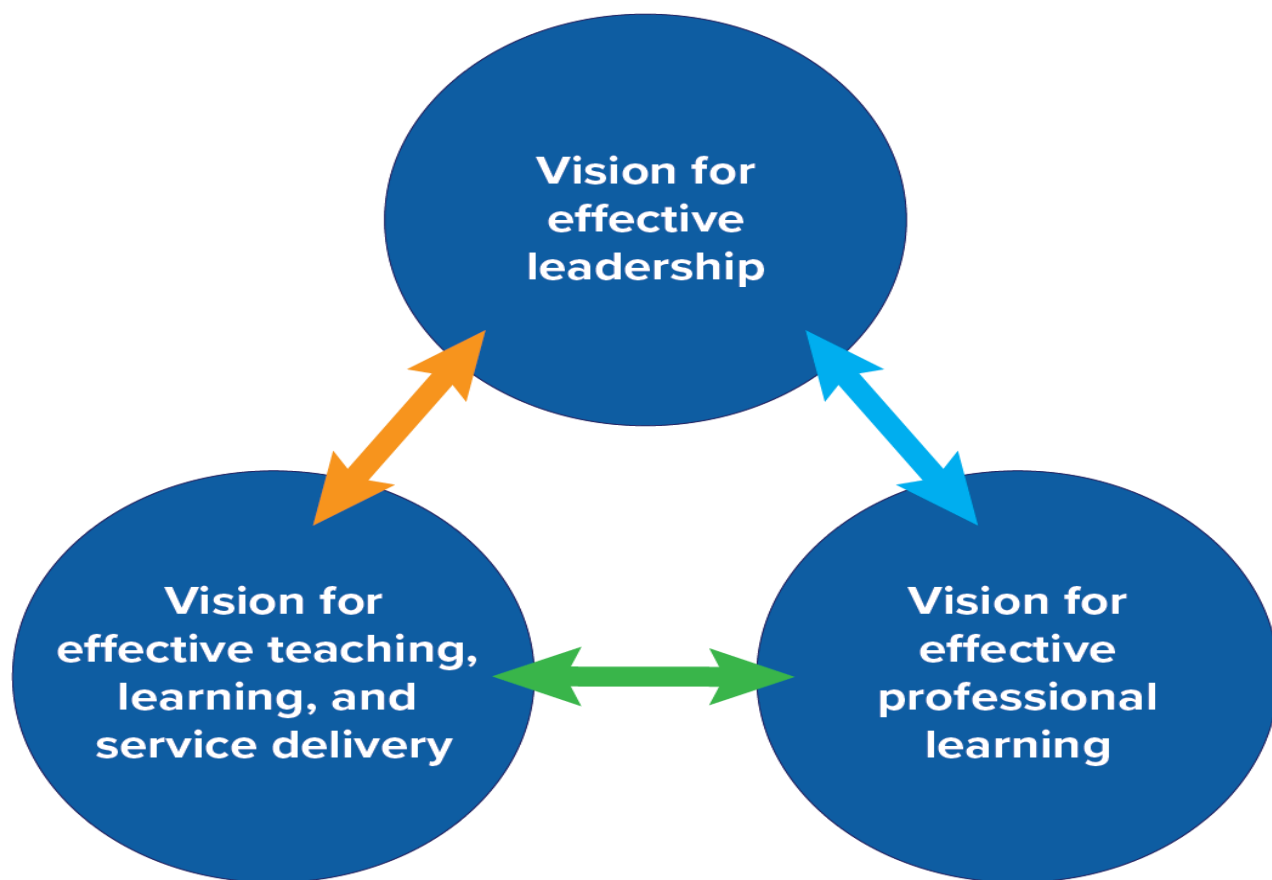 Vision for
effective
leadership
Vision for
effective teaching,
learning, and
service delivery
Vision for
effective
professional
learning